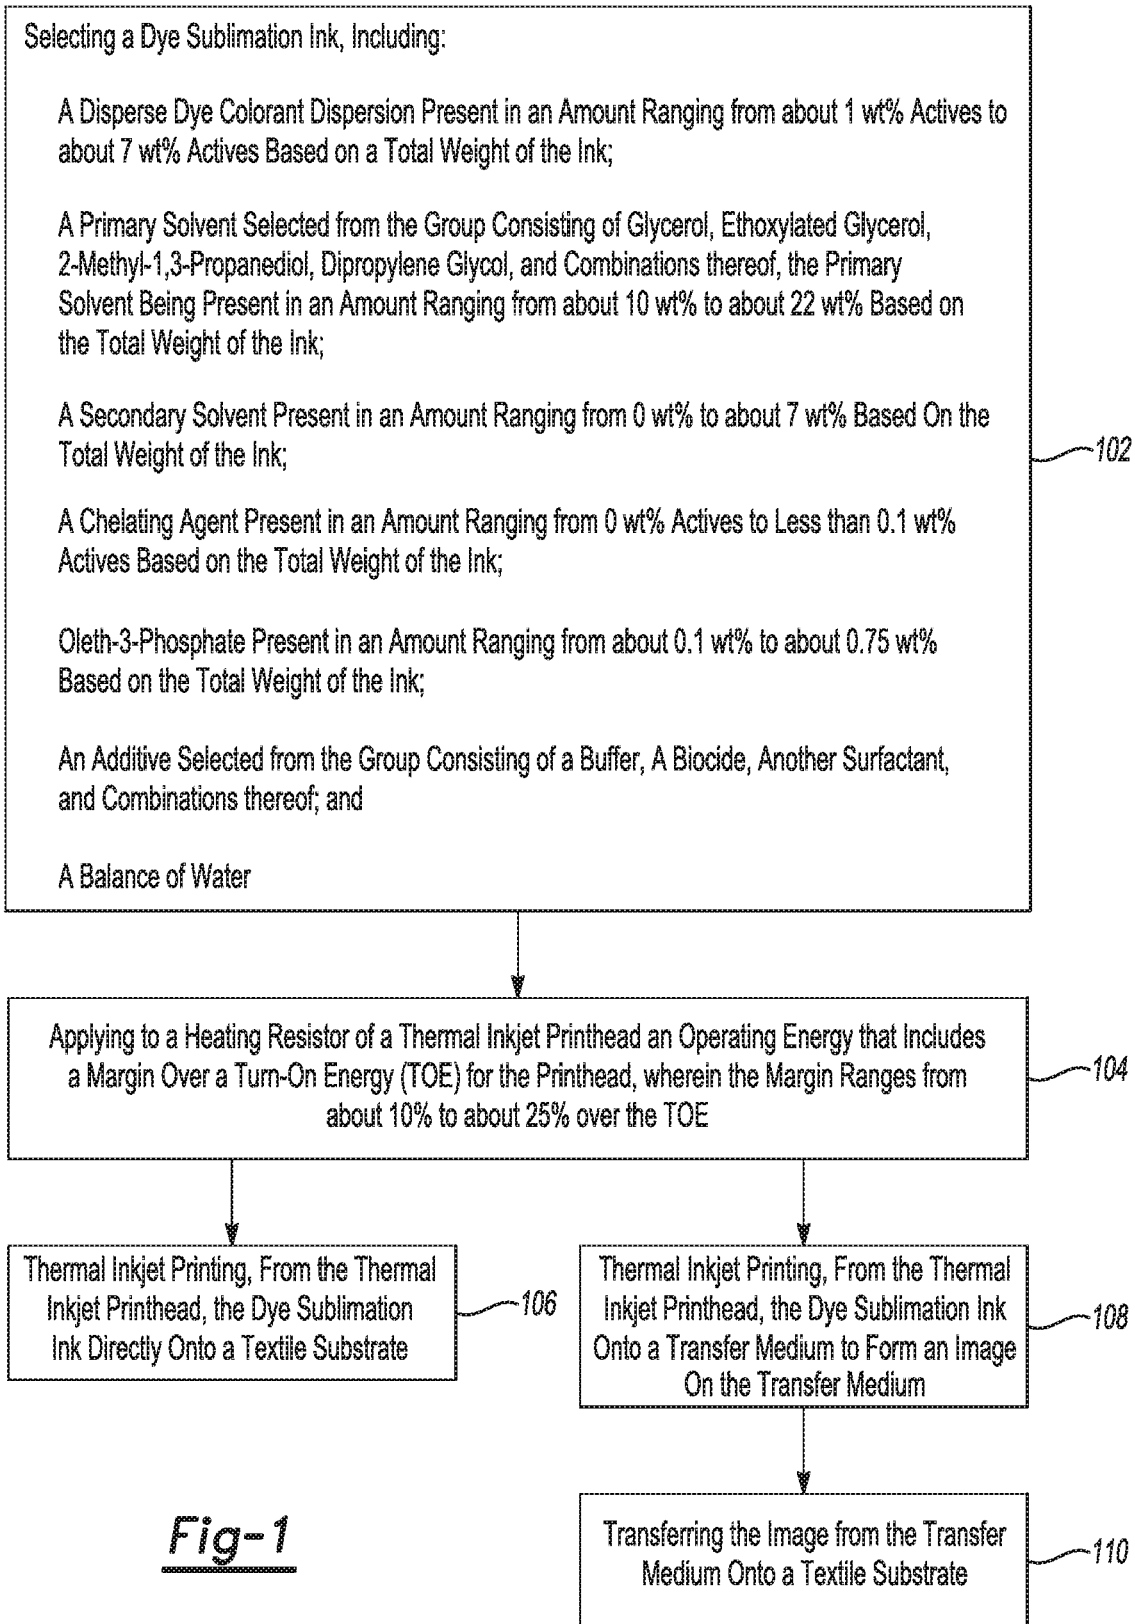 Selecting a Dye Sublimation Ink, Including:
A Disperse Dye Colorant Dispersion Present in an Amount Ranging from about 1 wt% Actives to
about 7 wt% Actives Based on a Total Weight of the Ink;
A Primary Solvent Selected from the Group Consisting of Glycerol, Ethoxylated Glycerol,
2-Methyl-1,3-Propanediol, Dipropylene Glycol, and Combinations thereof, the Primary
Solvent Being Present in an Amount Ranging from about 10 wt% to about 22 wt% Based on
the Total Weight of the Ink;
A Secondary Solvent Present in an Amount Ranging from 0 wt% to about 7 wt% Based On the
Total Weight of the Ink;
102
A Chelating Agent Present in an Amount Ranging from 0 wt% Actives to Less than 0.1 wt%
Actives Based on the Total Weight of the Ink;
Oleth-3-Phosphate Present in an Amount Ranging from about 0.1 wt% to about 0.75 wt%
Based on the Total Weight of the Ink;
An Additive Selected from the Group Consisting of a Buffer, A Biocide, Another Surfactant,
and Combinations thereof; and
A Balance of Water
Applying to a Heating Resistor of a Thermal Inkjet Printhead an Operating Energy that Includes
a Margin Over a Turn-On Energy (TOE) for the Printhead, wherein the Margin Ranges from
about 10% to about 25% over the TOE
104
Thermal Inkjet Printing, From the Thermal
Inkjet Printhead, the Dye Sublimation
Ink Directly Onto a Textile Substrate
106
Thermal Inkjet Printing, From the Thermal
Inkjet Printhead, the Dye Sublimation Ink
Onto a Transfer Medium to Form an Image
On the Transfer Medium
108
Transferring the Image from the Transfer
Medium Onto a Textile Substrate
110
Fig-1